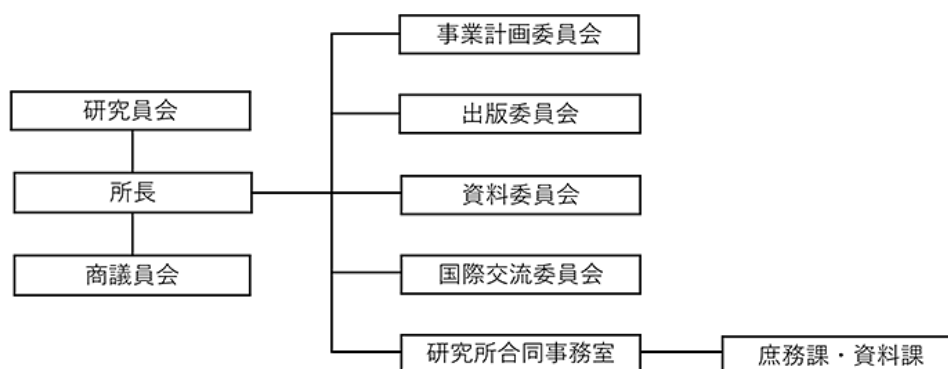 研究員会
所長
商議員会
事業計画委員会
出版委員会
資料委員会
国際交流委員会
研究所合同事務室
庶務課・資料課